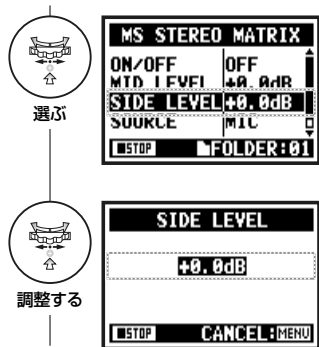 MS STEREO MATRIX
ON/OFF OFF
MID LEVEL +0.0dB
SIDE LEVEL +0.0dB
SOURCE MIC
STOP FOLDER:01
選ぶ
SIDE LEVEL
+0.0dB
STOP CANCEL:MENU
調整する